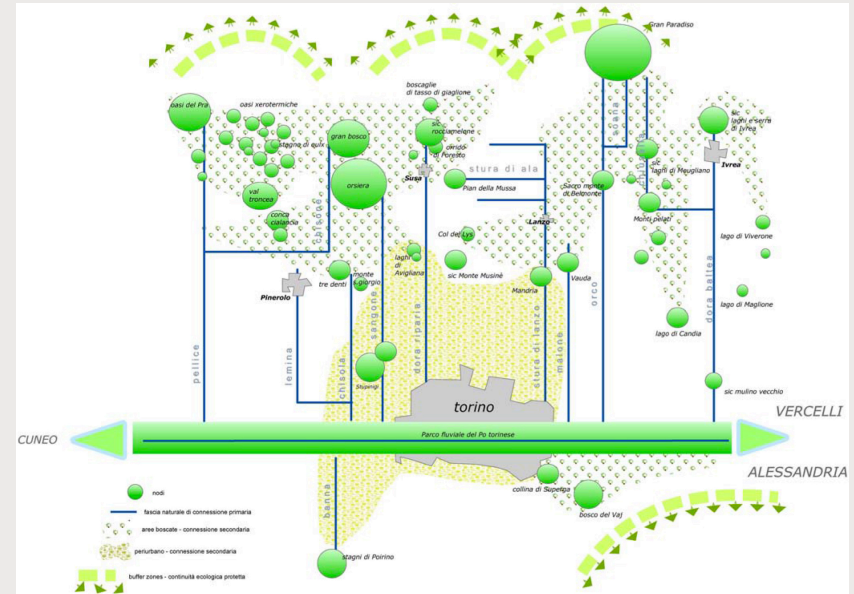 Gran Paradiso
boscaglie
di tasso di giaglione
oasi del Pra
oasi xerotermiche
sic
rocciamelone
sic
laghi e serra
di Ivrea
stagno di oulx
gran bosco
orrido
di Foresto
soana
chiusella
stura di ala
sic
laghi di Meugliano
Ivrea
Susa
orsiera
Pian della Mussa
Sacro monte
di Belmonte
val
troncea
Monti pelati
conca
cialancia
chisone
Lanzo
Col del Lys
lago di Viverone
laghi
di
Avigliana
sic Monte Musinè
tre denti
monte
s.giorgio
Mandria
Vauda
Pinerolo
lago di Maglione
lago di Candia
pellice
lemina
chisola
sangone
dora riparia
stura di lanzo
malone
orco
dora baltea
Stupinigi
sic mulino vecchio
torino
VERCELLI
CUNEO
Parco fluviale del Po torinese
ALESSANDRIA
collina di Superga
bosco del Vaj
banna
stagni di Poirino
nodi
fascia naturale di connessione primaria
aree boscate - connessione secondaria
periurbano - connessione secondaria
buffer zones - continuità ecologica protetta